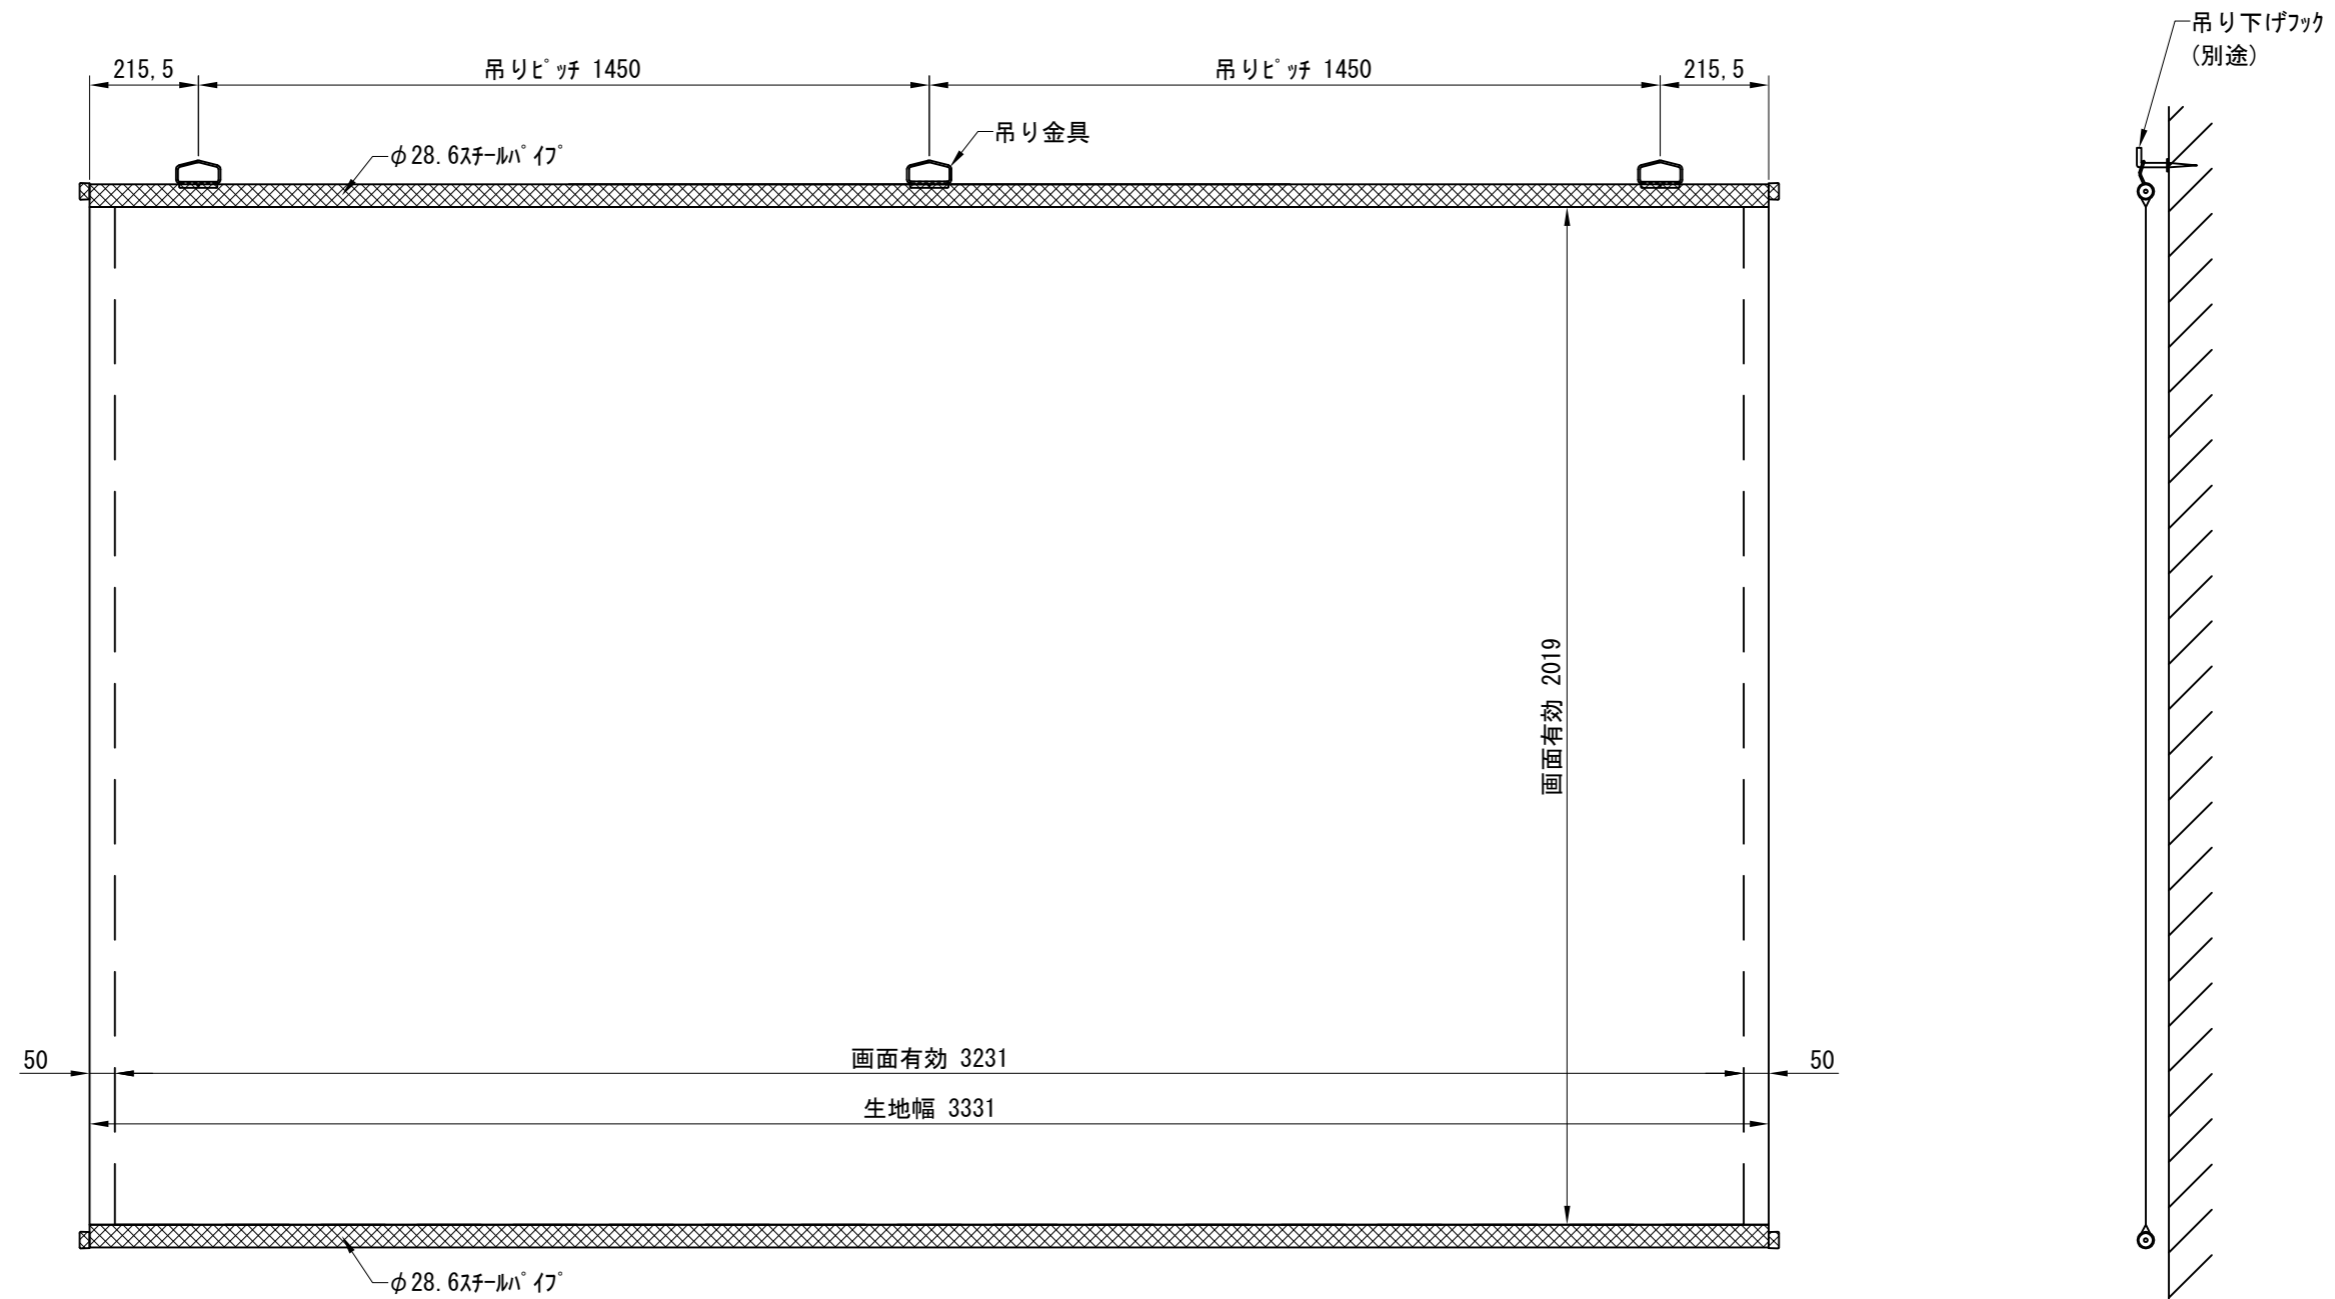 吊り下げﾌｯｸ
(別途)
215,5
吊りﾋﾟｯﾁ 1450
吊りﾋﾟｯﾁ 1450
215,5
吊り金具
φ28.6ｽﾁｰﾙﾊﾟｲﾌﾟ
画面有効 2019
50
画面有効 3231
50
生地幅 3331
φ28.6ｽﾁｰﾙﾊﾟｲﾌﾟ